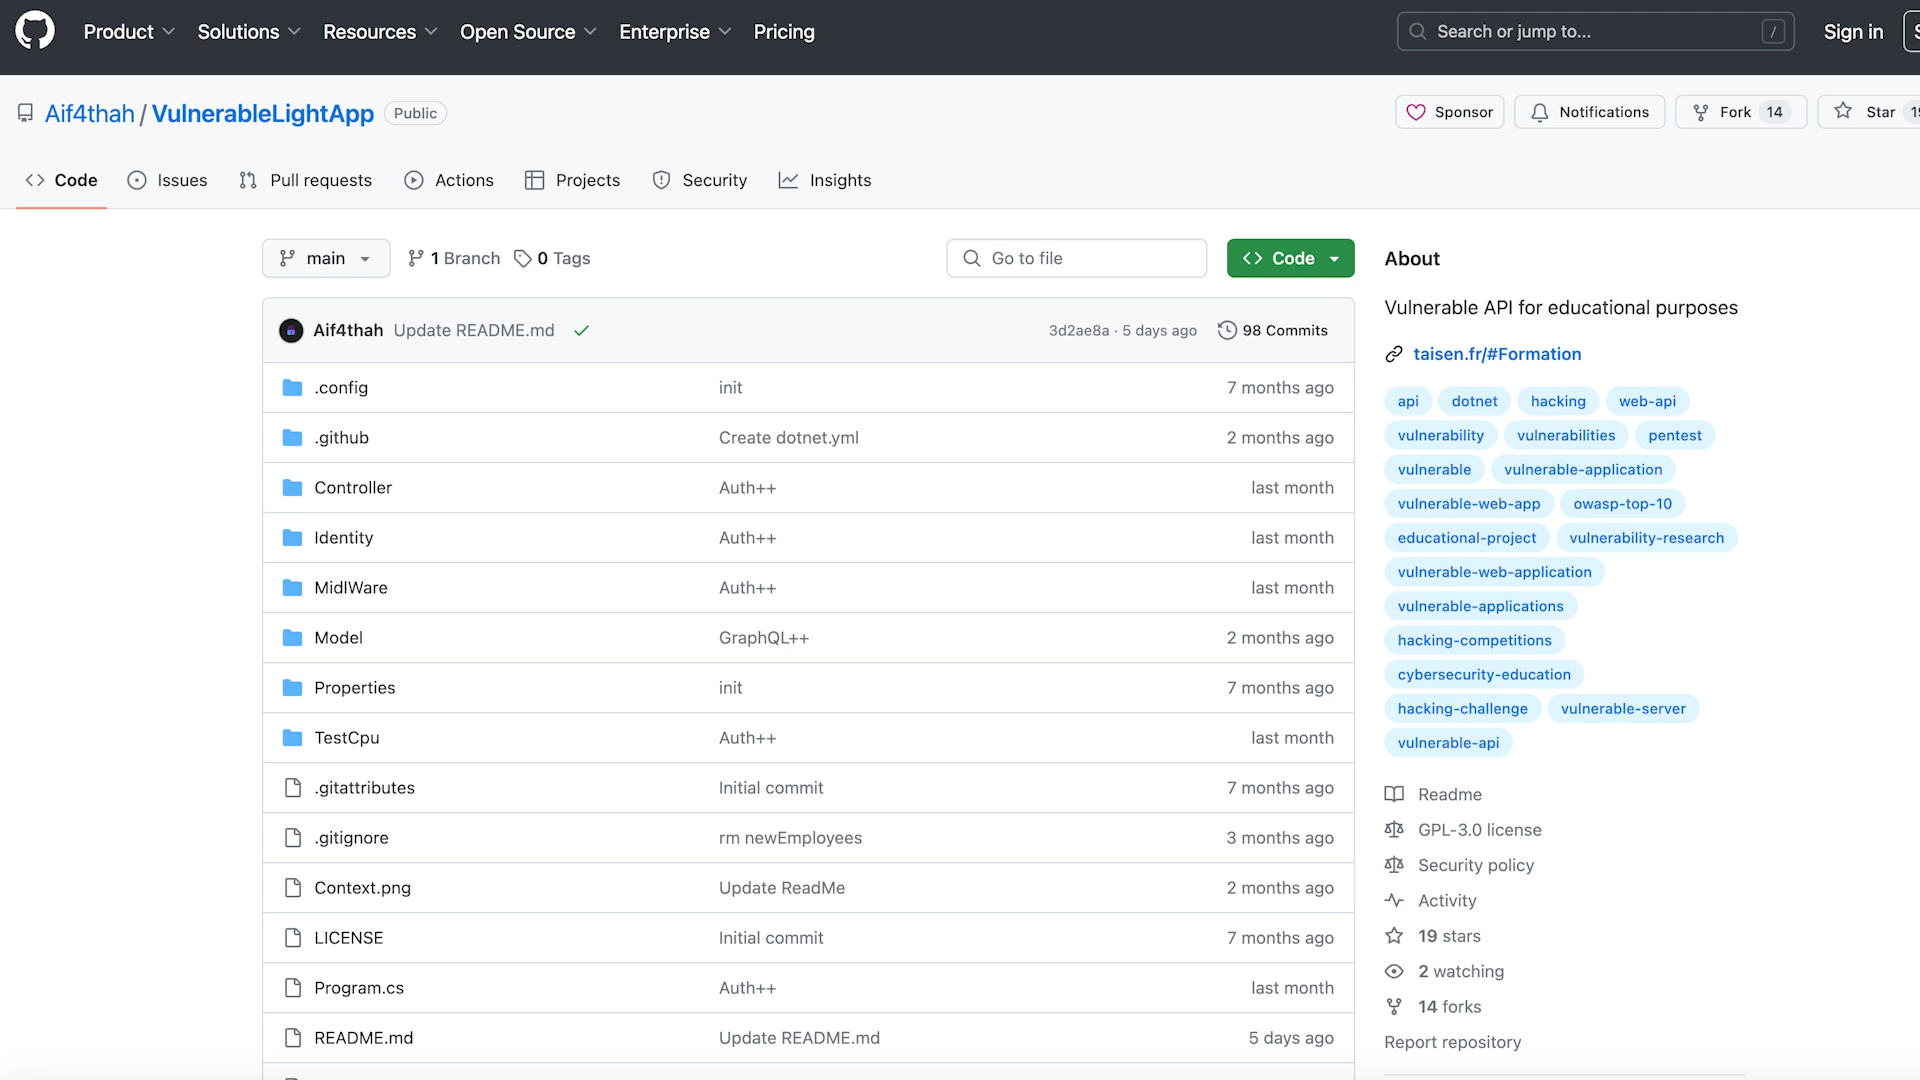 Product Solutions Resources Open Source Enterprise Pricing Search or jump to... / Sign in
Aif4thah / VulnerableLightApp Public Sponsor Notifications Fork 14 Star
Code Issues Pull requests Actions Projects Security Insights
main 1 Branch 0 Tags Go to file Code
Aif4thah Update README.md 3d2ae8a · 5 days ago 98 Commits
.config init 7 months ago
.github Create dotnet.yml 2 months ago
Controller Auth++ last month
Identity Auth++ last month
MidlWare Auth++ last month
Model GraphQL++ 2 months ago
Properties init 7 months ago
TestCpu Auth++ last month
.gitattributes Initial commit 7 months ago
.gitignore rm newEmployees 3 months ago
Context.png Update ReadMe 2 months ago
LICENSE Initial commit 7 months ago
Program.cs Auth++ last month
README.md Update README.md 5 days ago
About
Vulnerable API for educational purposes
taisen.fr/#Formation
api dotnet hacking web-api
vulnerability vulnerabilities pentest
vulnerable vulnerable-application
vulnerable-web-app owasp-top-10
educational-project vulnerability-research
vulnerable-web-application
vulnerable-applications
hacking-competitions
cybersecurity-education
hacking-challenge vulnerable-server
vulnerable-api
Readme
GPL-3.0 license
Security policy
Activity
19 stars
2 watching
14 forks
Report repository